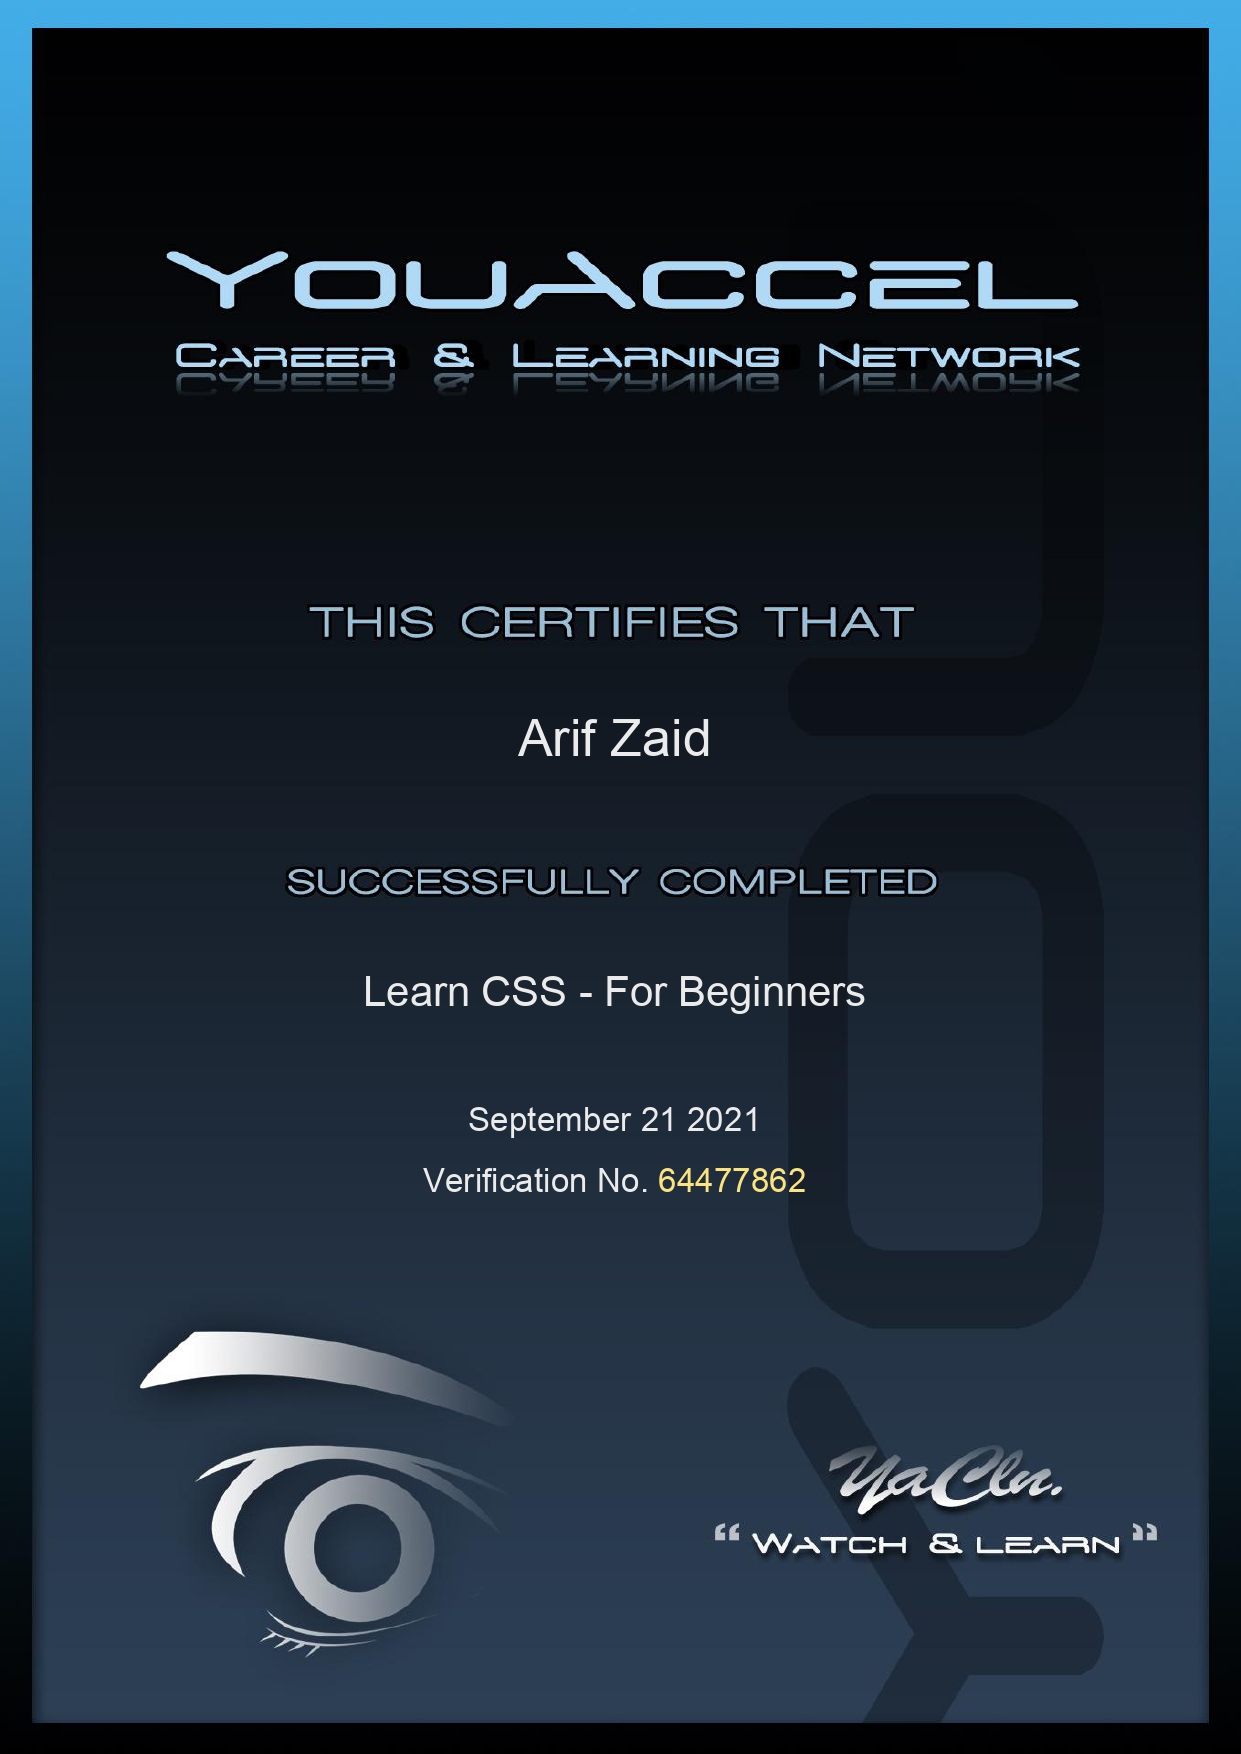 YouAccel
Career & Learning Network
THIS CERTIFIES THAT
Arif Zaid
SUCCESSFULLY COMPLETED
Learn CSS - For Beginners
September 21 2021
Verification No. 64477862
YaCln.
“ Watch & Learn ”
YOU